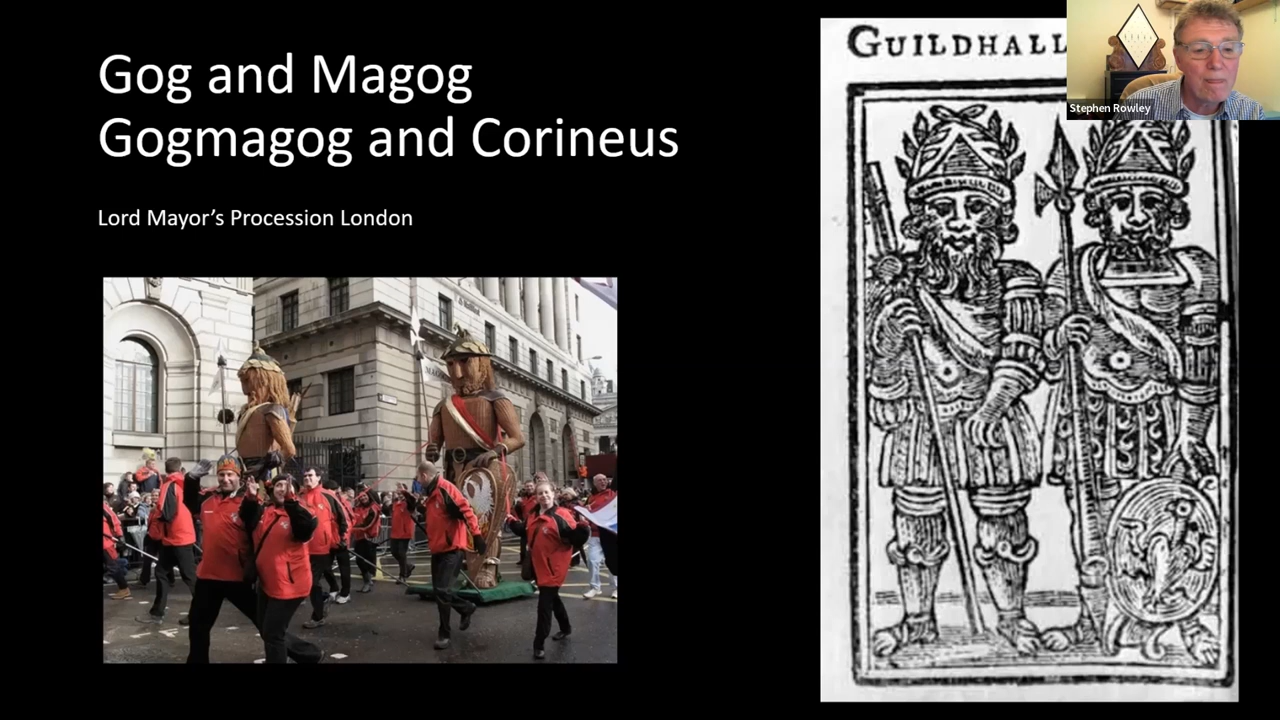 Gog and Magog
Gogmagog and Corineus
Lord Mayor’s Procession London
GUILDHALL
Stephen Rowley